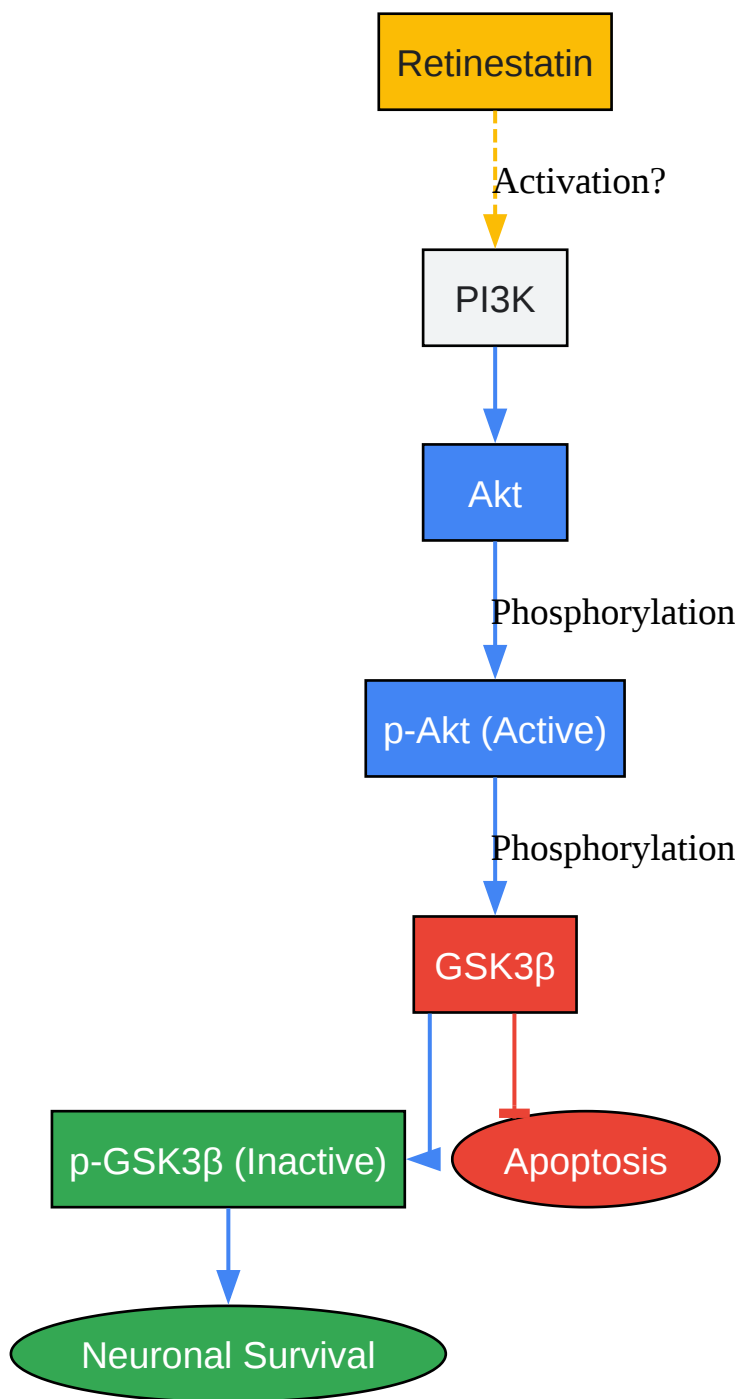 Retinestatin
Activation?
PI3K
Akt
Phosphorylation
p-Akt (Active)
Phosphorylation
GSK3β
p-GSK3β (Inactive)
Apoptosis
Neuronal Survival